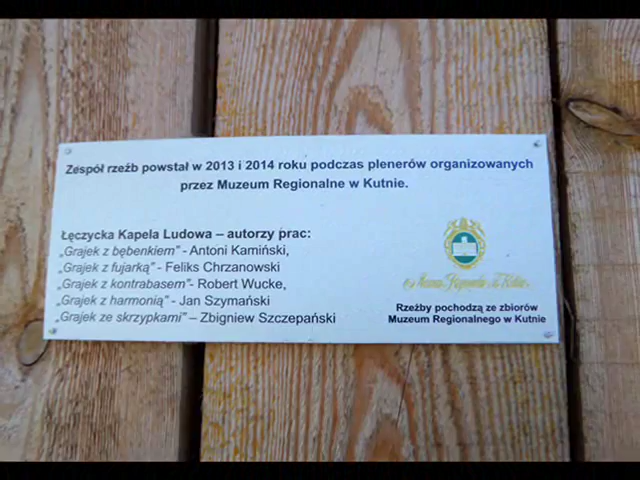 Zespół rzeźb powstał w 2013 i 2014 roku podczas plenerów organizowanych
przez Muzeum Regionalne w Kutnie.
Łęczycka Kapela Ludowa – autorzy prac:
„Grajek z bębenkiem” - Antoni Kamiński,
„Grajek z fujarką” - Feliks Chrzanowski
„Grajek z kontrabasem”- Robert Wucke,
„Grajek z harmonią” - Jan Szymański
„Grajek ze skrzypkami” – Zbigniew Szczepański
Rzeźby pochodzą ze zbiorów
Muzeum Regionalnego w Kutnie